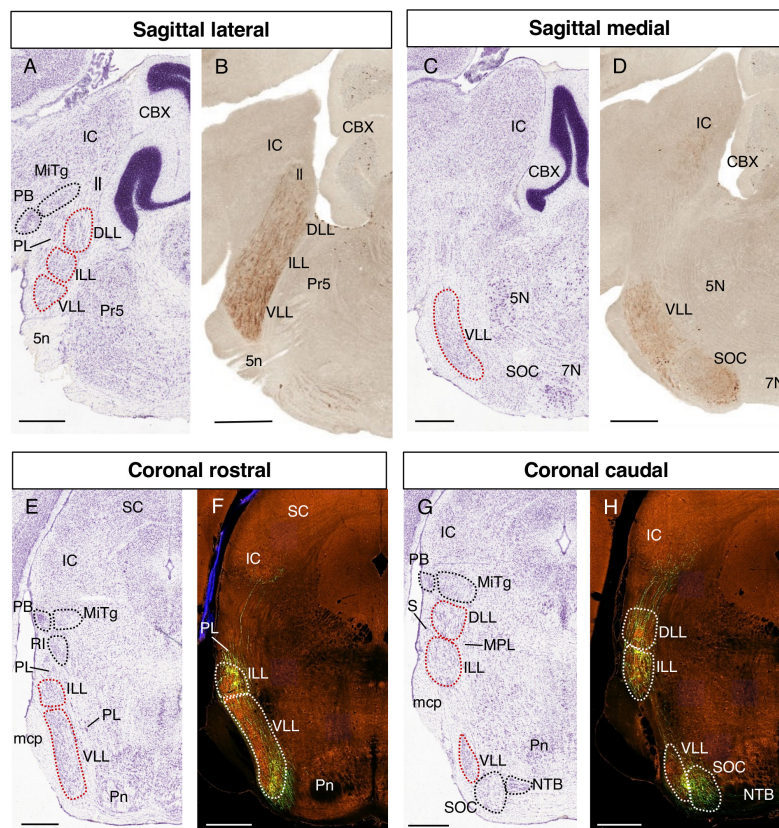 Sagittal lateral
Sagittal medial
A
CBX
IC
MiTg
ll
PB
PL
DLL
ILL
VLL
Pr5
5n
B
CBX
IC
ll
DLL
ILL
Pr5
VLL
5n
C
IC
CBX
5N
VLL
SOC
7N
D
IC
CBX
5N
VLL
SOC
7N
Coronal rostral
Coronal caudal
E
SC
IC
PB
MiTg
RI
PL
ILL
PL
mcp
VLL
Pn
F
SC
IC
PL
ILL
VLL
Pn
G
IC
PB
MiTg
S
DLL
MPL
ILL
mcp
Pn
VLL
NTB
SOC
H
IC
DLL
ILL
VLL
SOC
NTB